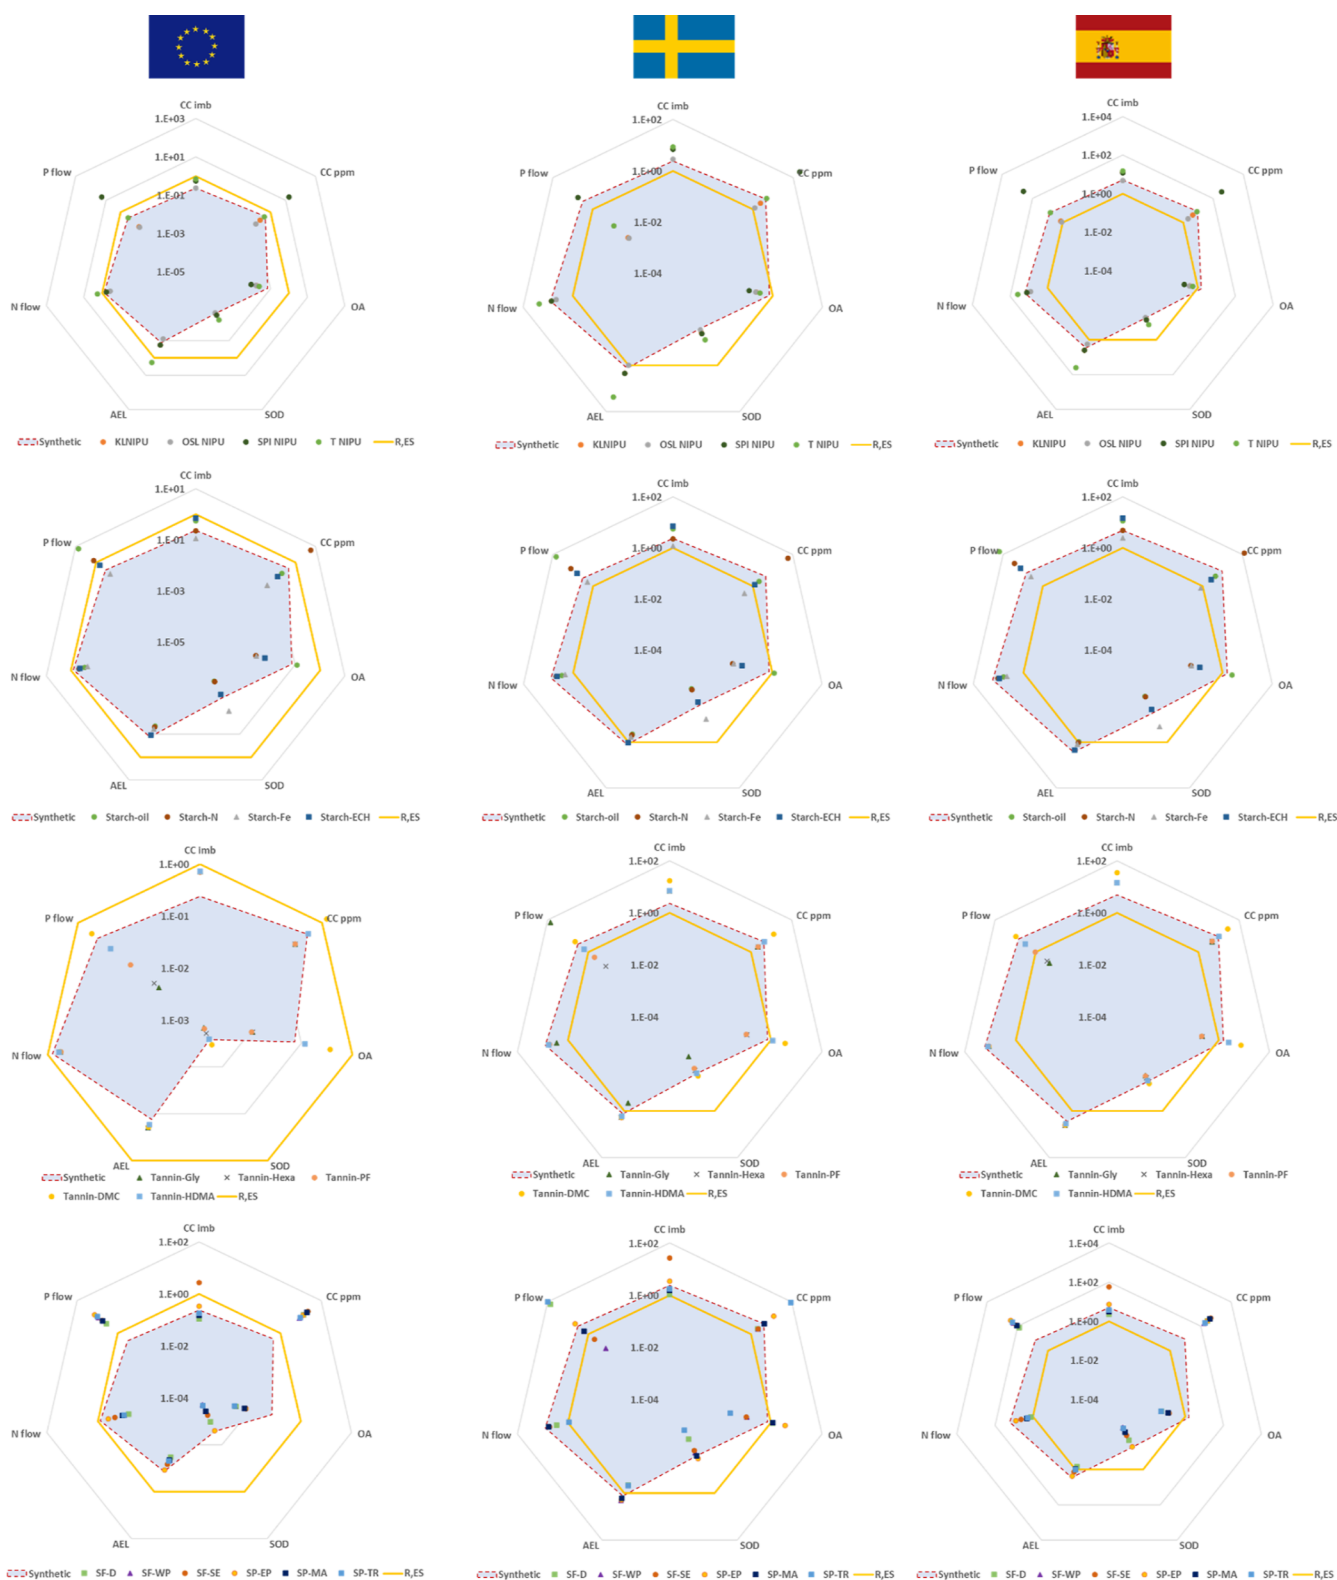 CC imb
1.E+03
P flow
1.E+01
CC ppm
1.E-01
1.E-03
1.E-05
N flow
OA
AEL
SOD
Synthetic KLNIPU OSL NIPU SPI NIPU T NIPU R,ES
CC imb
1.E+02
P flow
1.E+00
CC ppm
1.E-02
1.E-04
N flow
OA
AEL
SOD
Synthetic KLNIPU OSL NIPU SPI NIPU T NIPU R,ES
CC imb
1.E+04
1.E+02
P flow
CC ppm
1.E+00
1.E-02
1.E-04
N flow
OA
AEL
SOD
Synthetic KLNIPU OSL NIPU SPI NIPU T NIPU R,ES
CC imb
1.E+01
P flow
1.E-01
CC ppm
1.E-03
1.E-05
N flow
OA
AEL
SOD
Synthetic Starch-oil Starch-N Starch-Fe Starch-ECH R,ES
CC imb
1.E+02
P flow
1.E+00
CC ppm
1.E-02
1.E-04
N flow
OA
AEL
SOD
Synthetic Starch-oil Starch-N Starch-Fe Starch-ECH R,ES
CC imb
1.E+02
P flow
1.E+00
CC ppm
1.E-02
1.E-04
N flow
OA
AEL
SOD
Synthetic Starch-oil Starch-N Starch-Fe Starch-ECH R,ES
CC imb
1.E+00
P flow
1.E-01
CC ppm
1.E-02
1.E-03
N flow
OA
AEL
SOD
Synthetic Tannin-Gly Tannin-Hexa Tannin-PF
Tannin-DMC Tannin-HDMA R,ES
CC imb
1.E+02
P flow
1.E+00
CC ppm
1.E-02
1.E-04
N flow
OA
AEL
SOD
Synthetic Tannin-Gly Tannin-Hexa Tannin-PF
Tannin-DMC Tannin-HDMA R,ES
CC imb
1.E+02
P flow
1.E+00
CC ppm
1.E-02
1.E-04
N flow
OA
AEL
SOD
Synthetic Tannin-Gly Tannin-Hexa Tannin-PF
Tannin-DMC Tannin-HDMA R,ES
CC imb
1.E+02
P flow
1.E+00
CC ppm
1.E-02
1.E-04
N flow
OA
AEL
SOD
Synthetic SF-D SF-WP SF-SE SP-EP SP-MA SP-TR R,ES
CC imb
1.E+02
P flow
1.E+00
CC ppm
1.E-02
1.E-04
N flow
OA
AEL
SOD
Synthetic SF-D SF-WP SF-SE SP-EP SP-MA SP-TR R,ES
CC imb
1.E+04
1.E+02
P flow
CC ppm
1.E+00
1.E-02
1.E-04
N flow
OA
AEL
SOD
Synthetic SF-D SF-WP SF-SE SP-EP SP-MA SP-TR R,ES